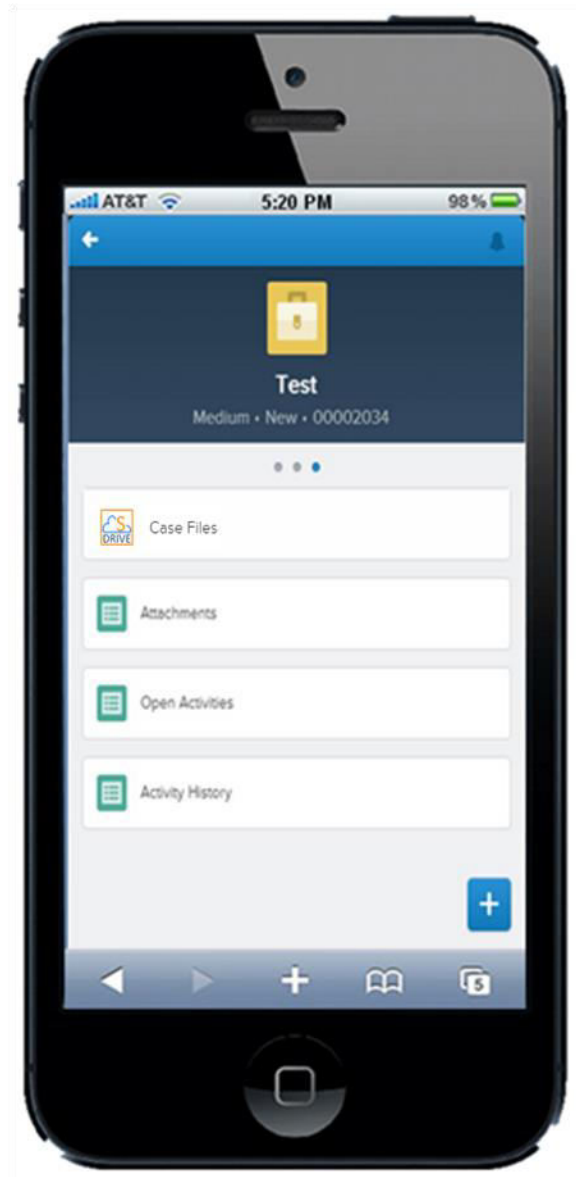 AT&T 5:20 PM 98%
Test
Medium • New • 00002034
S
DRIVE
Case Files
Attachments
Open Activities
Activity History
5